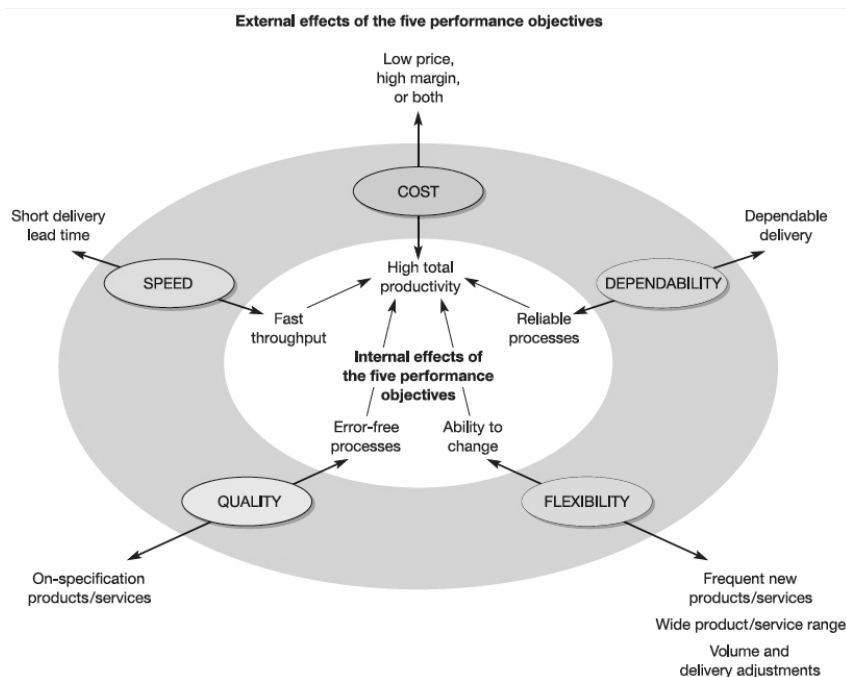 External effects of the five performance objectives
Low price,
high margin,
or both
COST
Short delivery
lead time
Dependable
delivery
SPEED
High total
productivity
DEPENDABILITY
Fast
throughput
Reliable
processes
Internal effects of
the five performance
objectives
Error-free
processes
Ability to
change
QUALITY
FLEXIBILITY
On-specification
products/services
Frequent new
products/services
Wide product/service range
Volume and
delivery adjustments